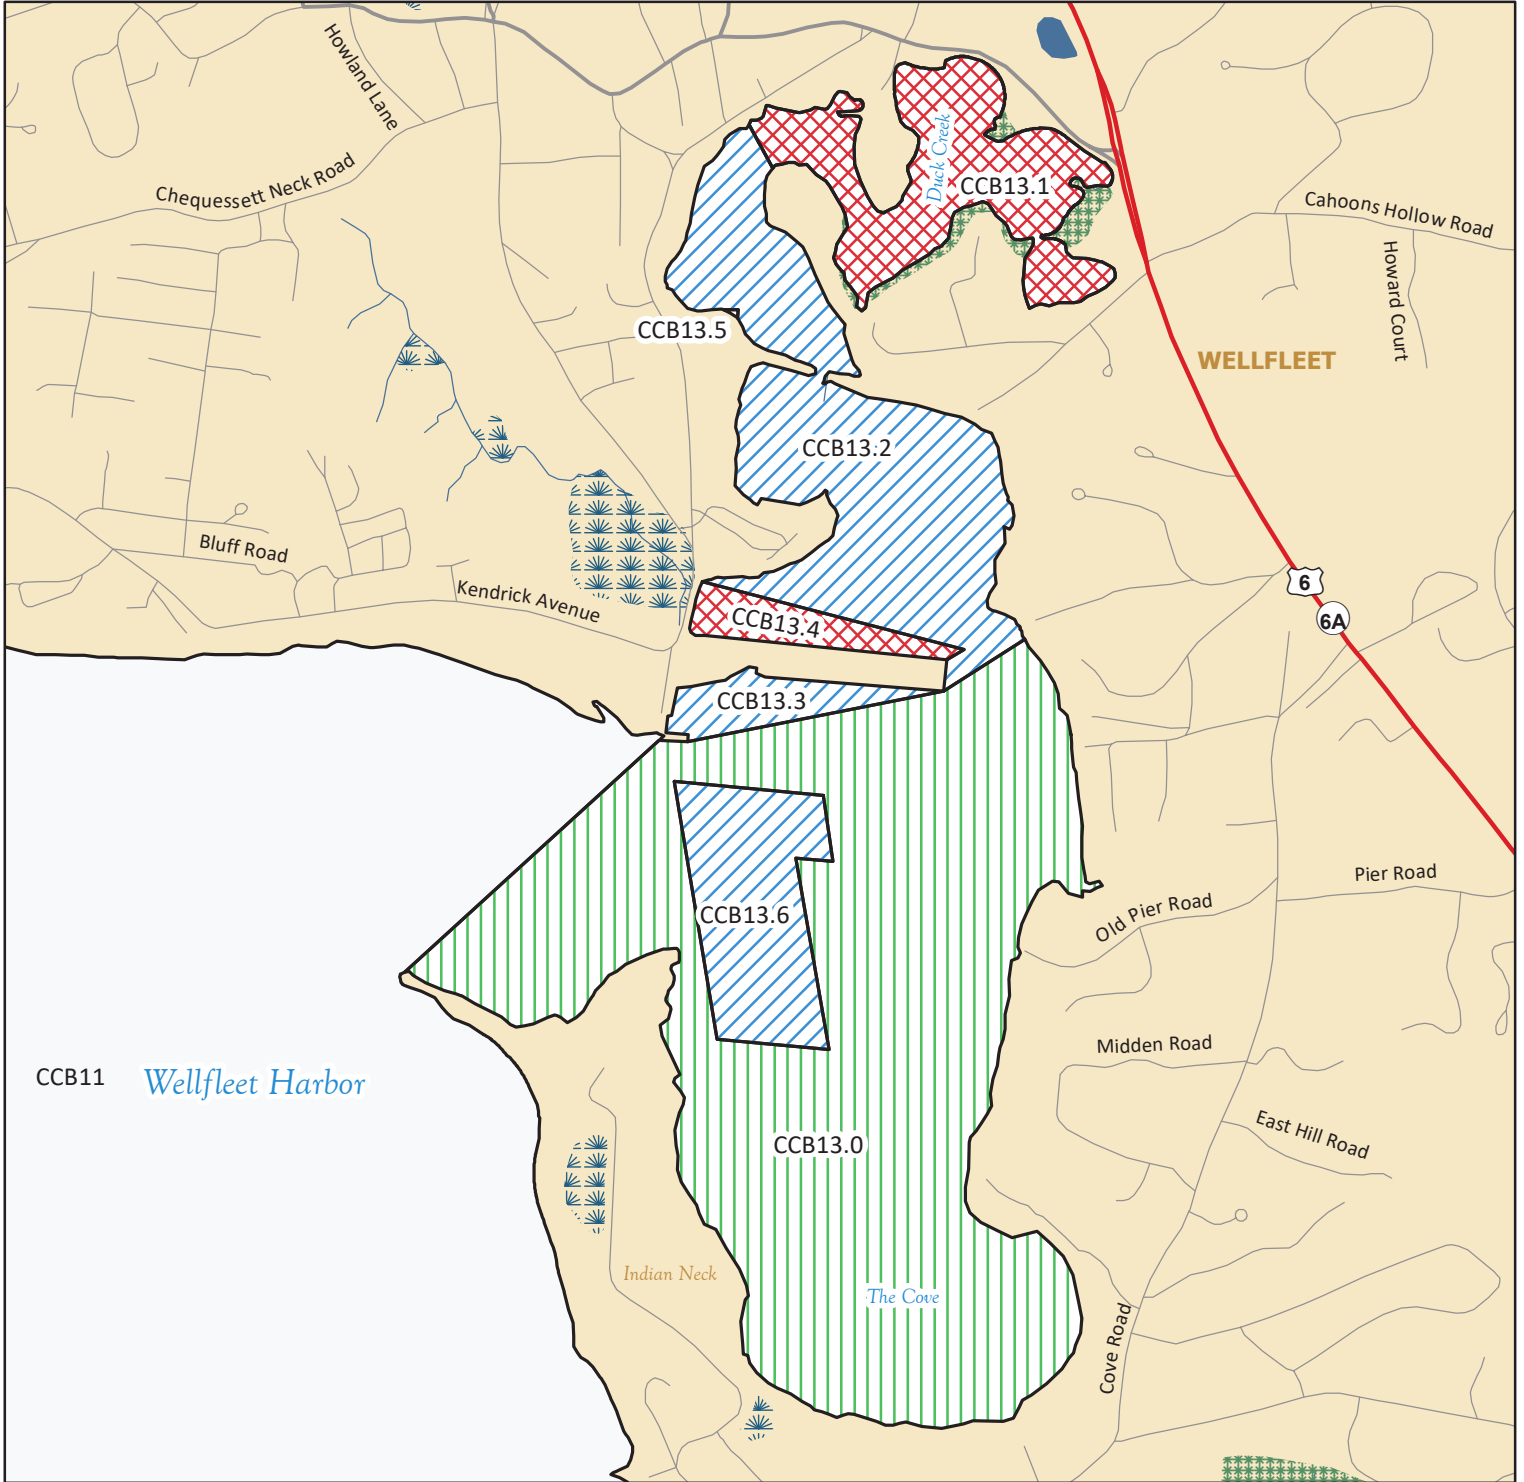 Howland Lane
Duck Creek
Chequessett Neck Road
CCB13.1
Cahoons Hollow Road
Howard Court
CCB13.5
WELLFLEET
CCB13.2
Bluff Road
6
Kendrick Avenue
CCB13.4
6A
CCB13.3
Pier Road
CCB13.6
Old Pier Road
Midden Road
CCB11
Wellfleet Harbor
East Hill Road
CCB13.0
Indian Neck
The Cove
Cove Road